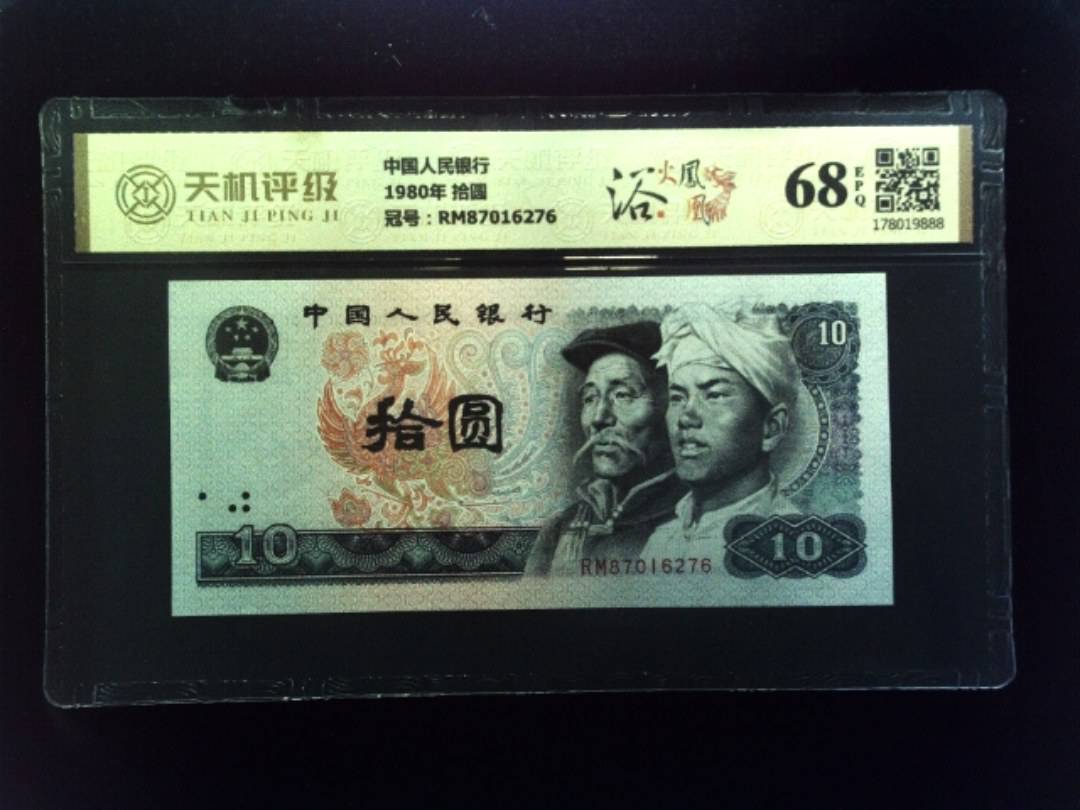 天机评级
TIAN JI PING JI
中国人民银行
1980年 拾圆
冠号：RM87016276
浴火鳳凰
68
EPQ
178019888
中国人民银行
10
拾圆
10
RM87016276
10